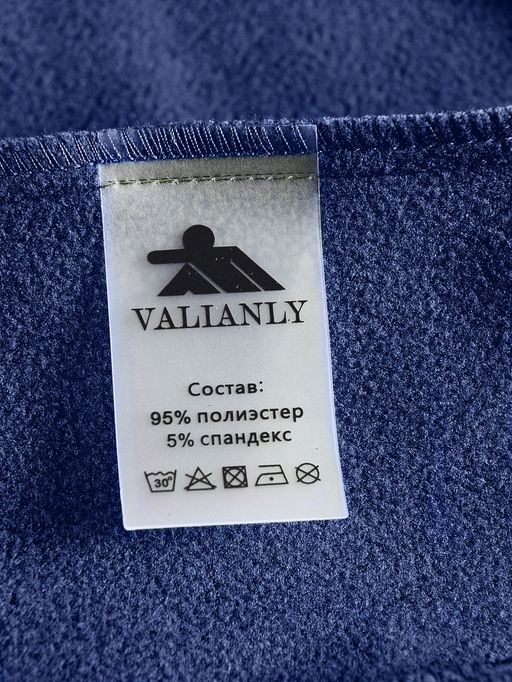 VALIANLY
Состав:
95% полиэстер
5% спандекс
30°